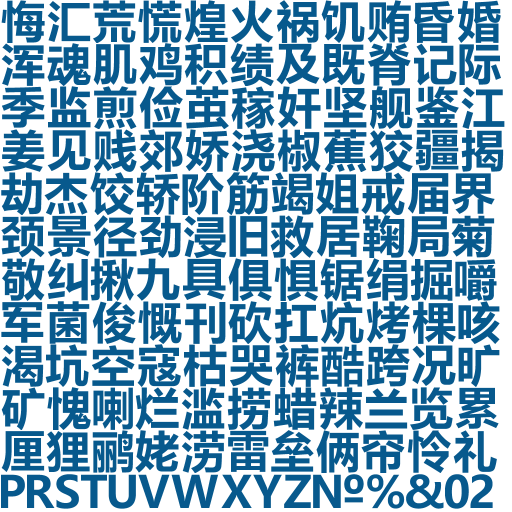 悔汇荒慌煌火祸饥贿昏婚
浑魂肌鸡积绩及既脊记际
季监煎俭茧稼奸坚舰鉴江
姜见贱郊娇浇椒蕉狡疆揭
劫杰饺轿阶筋竭姐戒届界
颈景径劲浸旧救居鞠局菊
敬纠揪九具俱惧锯绢掘嚼
军菌俊慨刊砍扛炕烤棵咳
渴坑空寇枯哭裤酷跨况旷
矿愧喇烂滥捞蜡辣兰览累
厘狸鹂姥涝雷垒俩帘怜礼
PRSTUVWXYZNº%&02